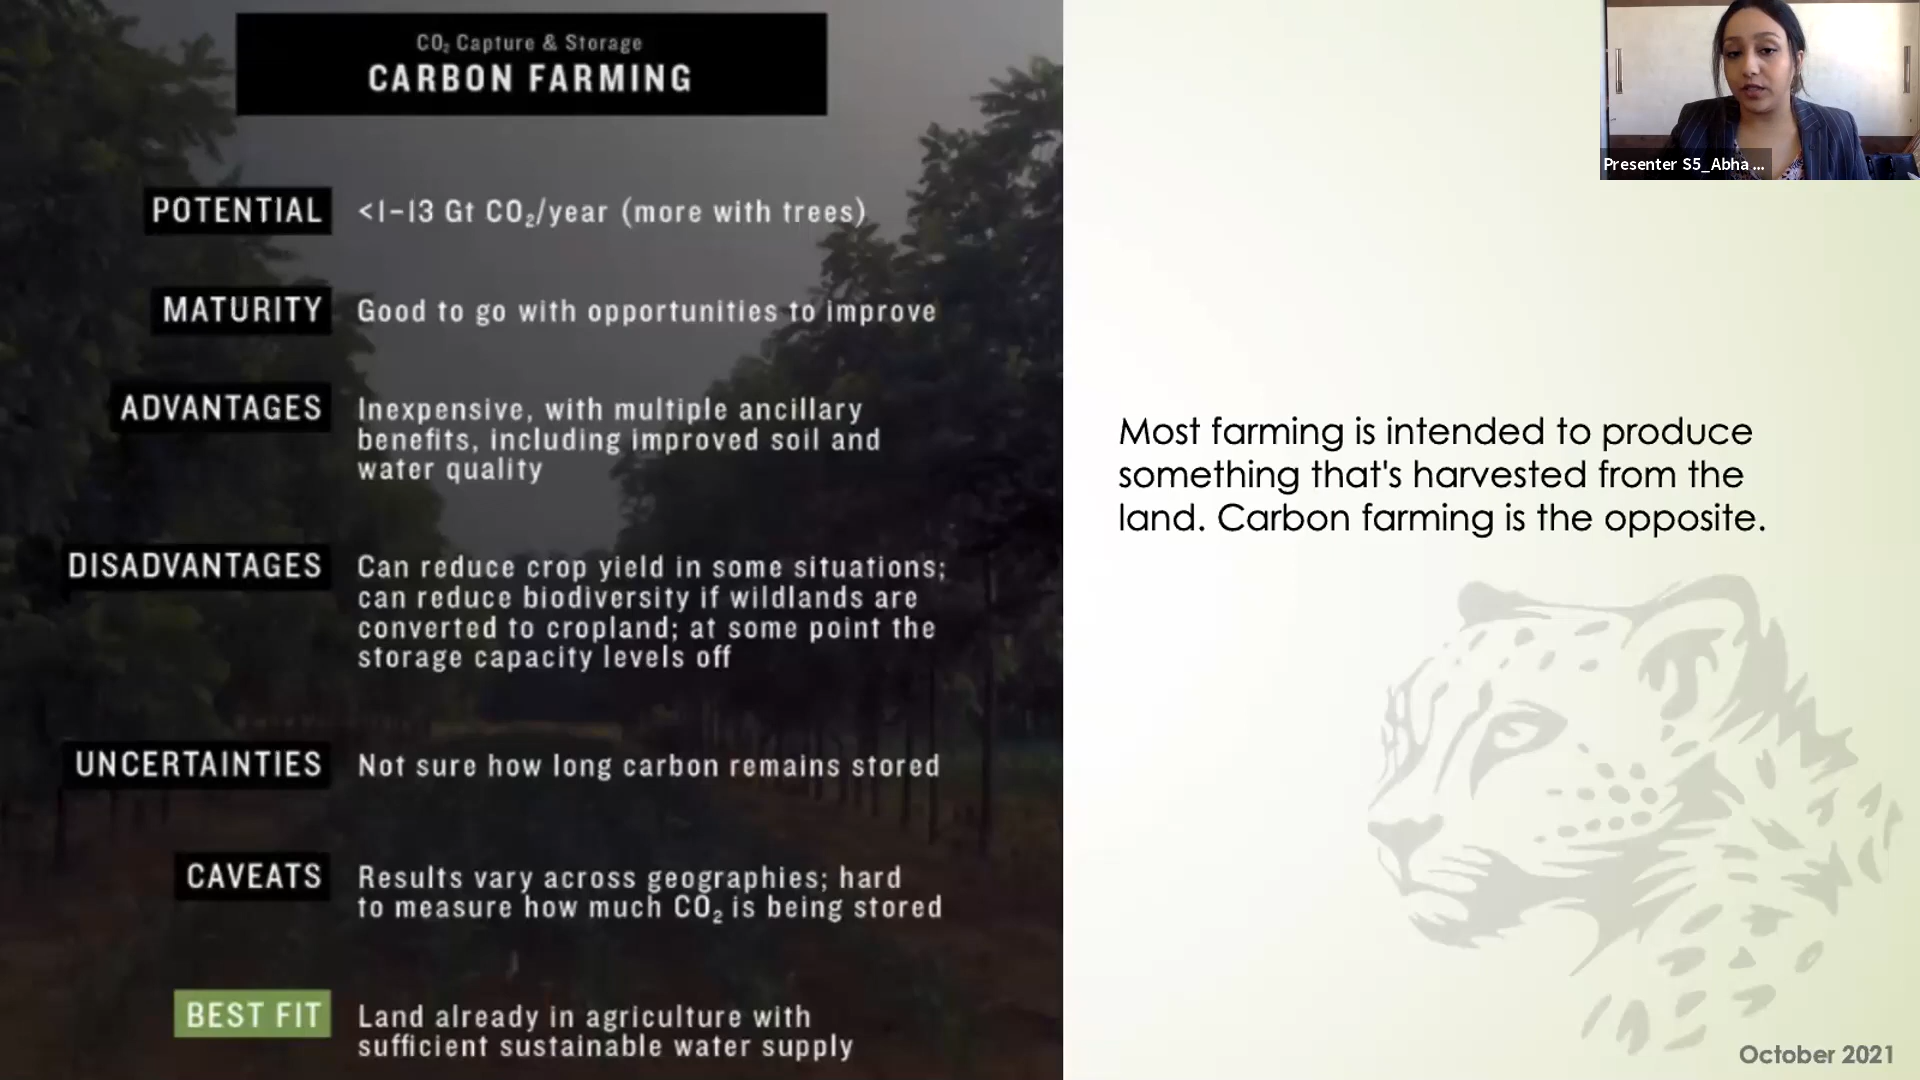 CO₂ Capture & Storage
CARBON FARMING
POTENTIAL
<1–13 Gt CO₂/year (more with trees)
MATURITY
Good to go with opportunities to improve
ADVANTAGES
Inexpensive, with multiple ancillary
benefits, including improved soil and
water quality
DISADVANTAGES
Can reduce crop yield in some situations;
can reduce biodiversity if wildlands are
converted to cropland; at some point the
storage capacity levels off
UNCERTAINTIES
Not sure how long carbon remains stored
CAVEATS
Results vary across geographies; hard
to measure how much CO₂ is being stored
BEST FIT
Land already in agriculture with
sufficient sustainable water supply
Presenter S5_Abha ...
Most farming is intended to produce
something that's harvested from the
land. Carbon farming is the opposite.
October 2021